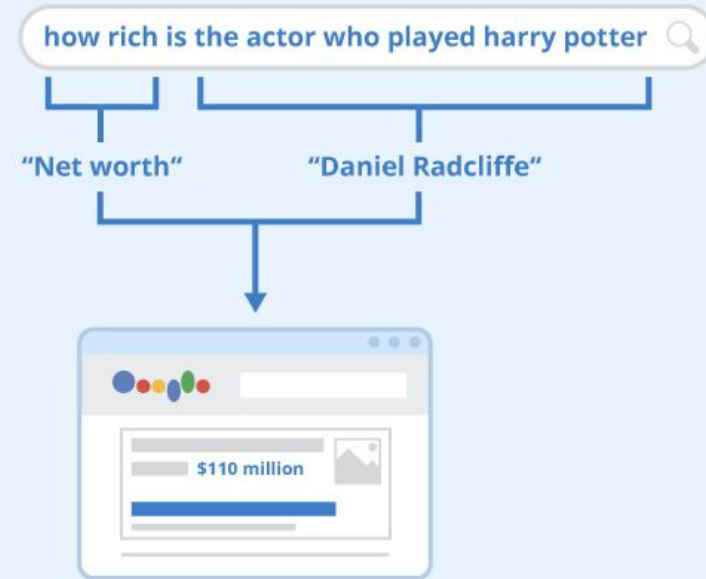 how rich is the actor who played harry potter
“Net worth“
“Daniel Radcliffe“
$110 million